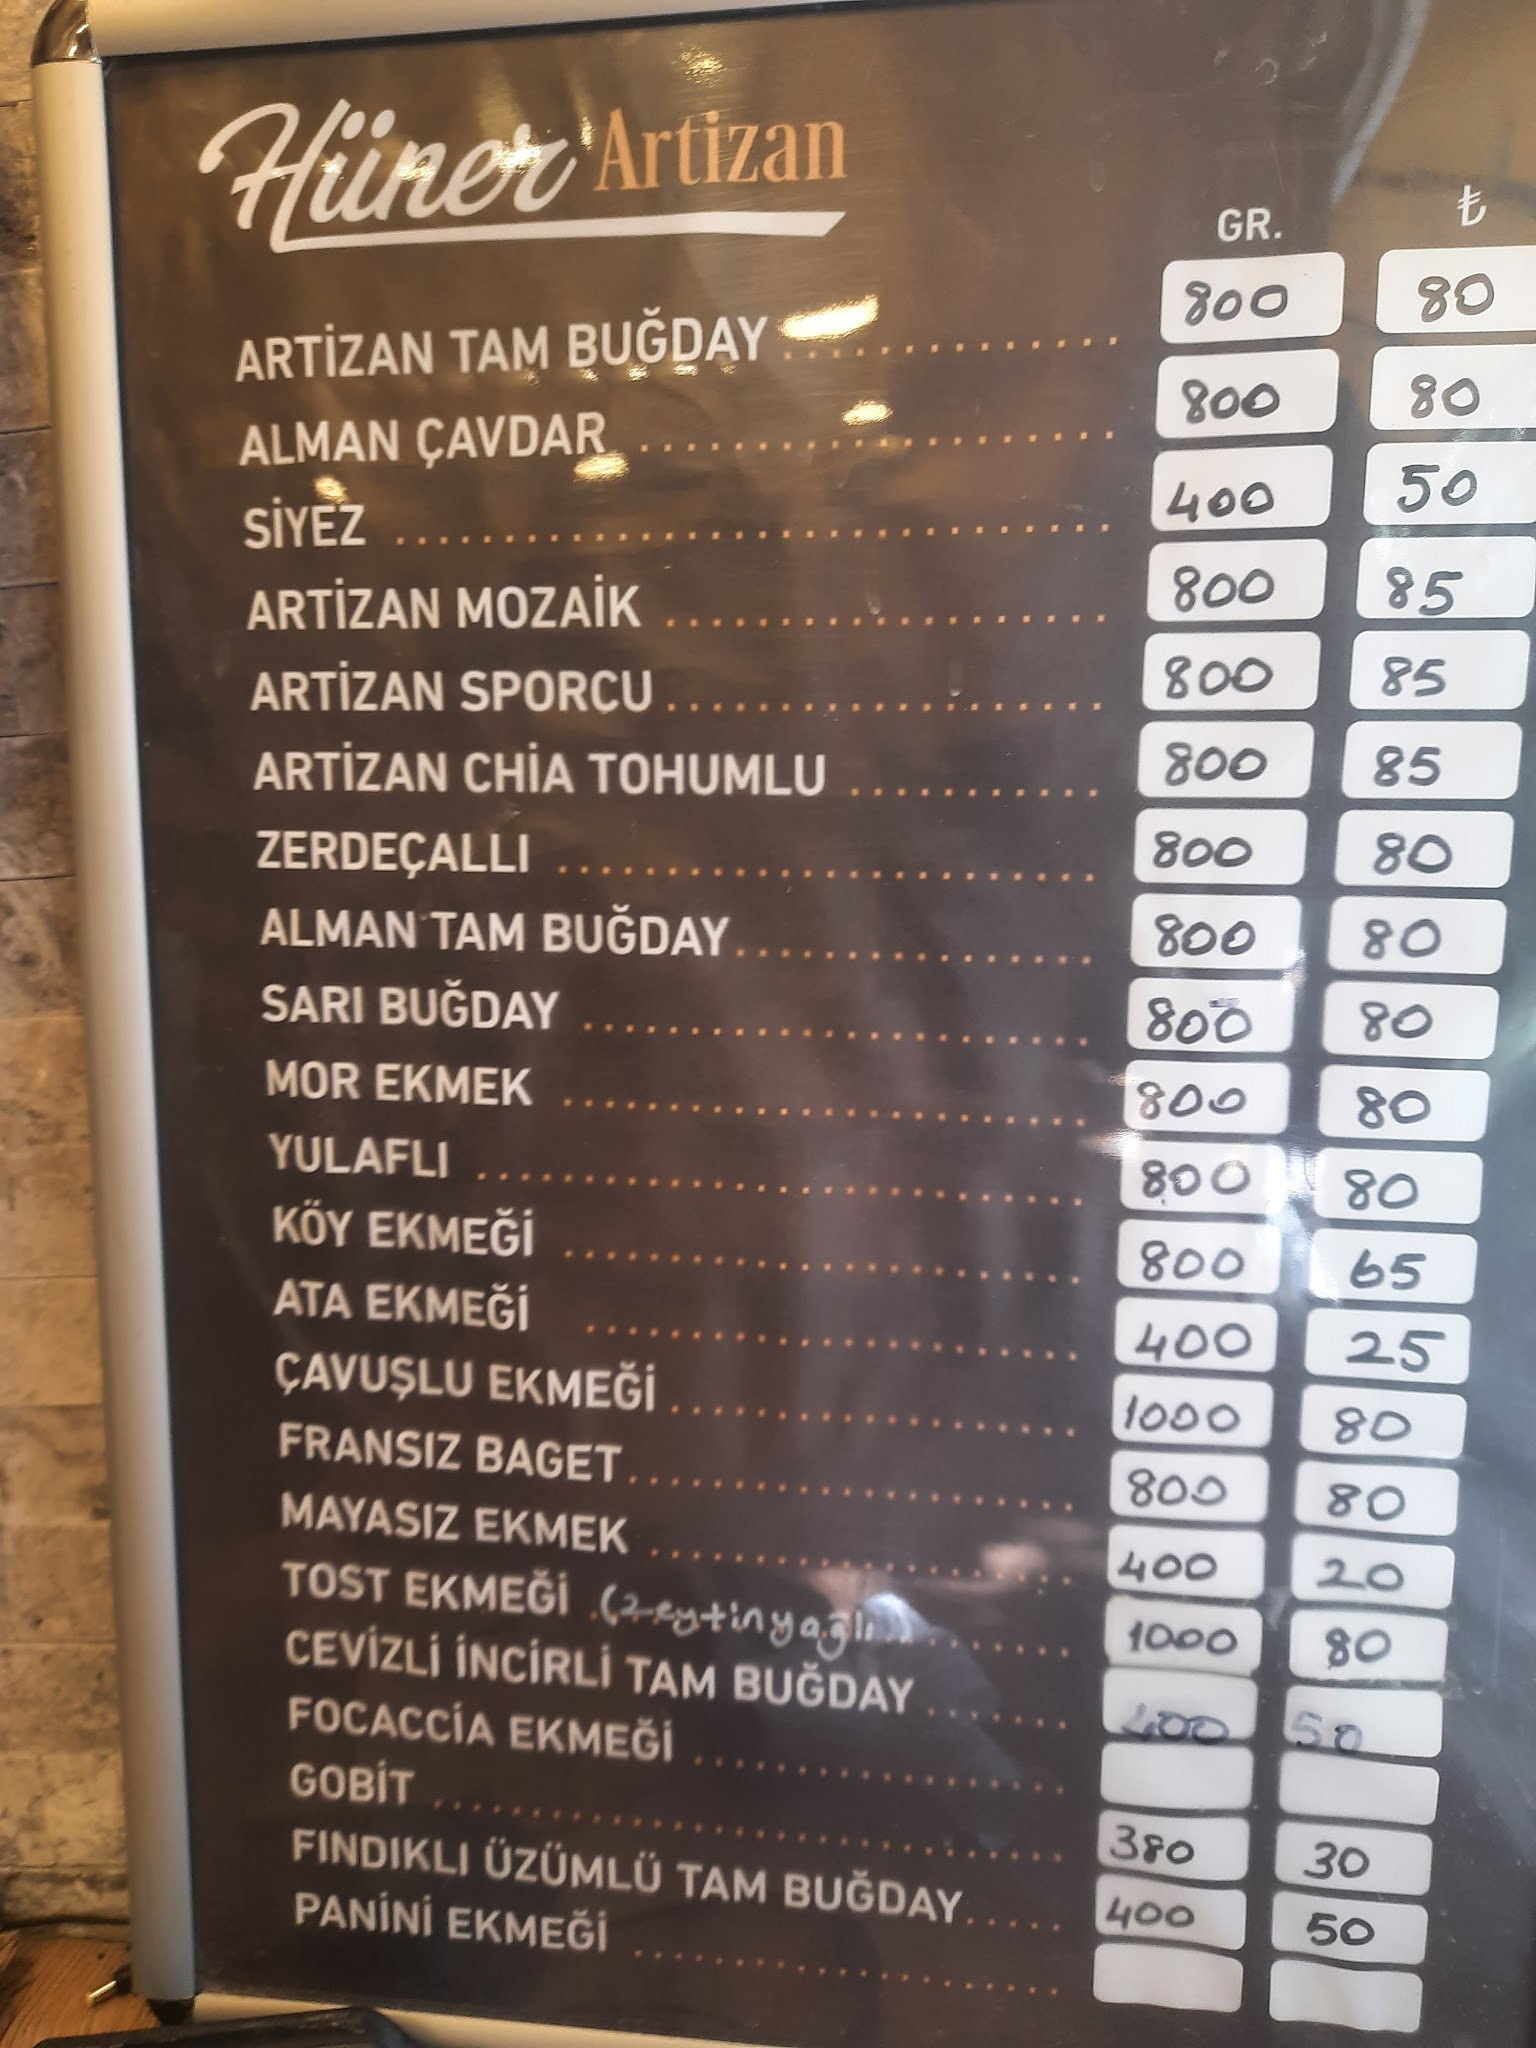 Hüner Artizan
GR. ₺
ARTİZAN TAM BUĞDAY .............. 800 80
ALMAN ÇAVDAR .................... 800 80
SİYEZ ............................. 400 50
ARTİZAN MOZAİK ................... 800 85
ARTİZAN SPORCU ................... 800 85
ARTİZAN CHİA TOHUMLU ........... 800 85
ZERDEÇALLI ........................ 800 80
ALMAN TAM BUĞDAY ................ 800 80
SARI BUĞDAY ....................... 800 80
MOR EKMEK ........................ 800 80
YULAFLI ............................ 800 80
KÖY EKMEĞİ ........................ 800 65
ATA EKMEĞİ ....................... 400 25
ÇAVUŞLU EKMEĞİ ................... 1000 80
FRANSIZ BAGET ..................... 800 80
MAYASIZ EKMEK .................... 400 20
TOST EKMEĞİ (zeytinyağlı) ....... 1000 80
CEVİZLİ İNCİRLİ TAM BUĞDAY ....... 400 50
FOCACCİA EKMEĞİ ..................
GOBİT .............................. 380 30
FINDIKLI ÜZÜMLÜ TAM BUĞDAY ..... 400 50
PANİNİ EKMEĞİ .....................